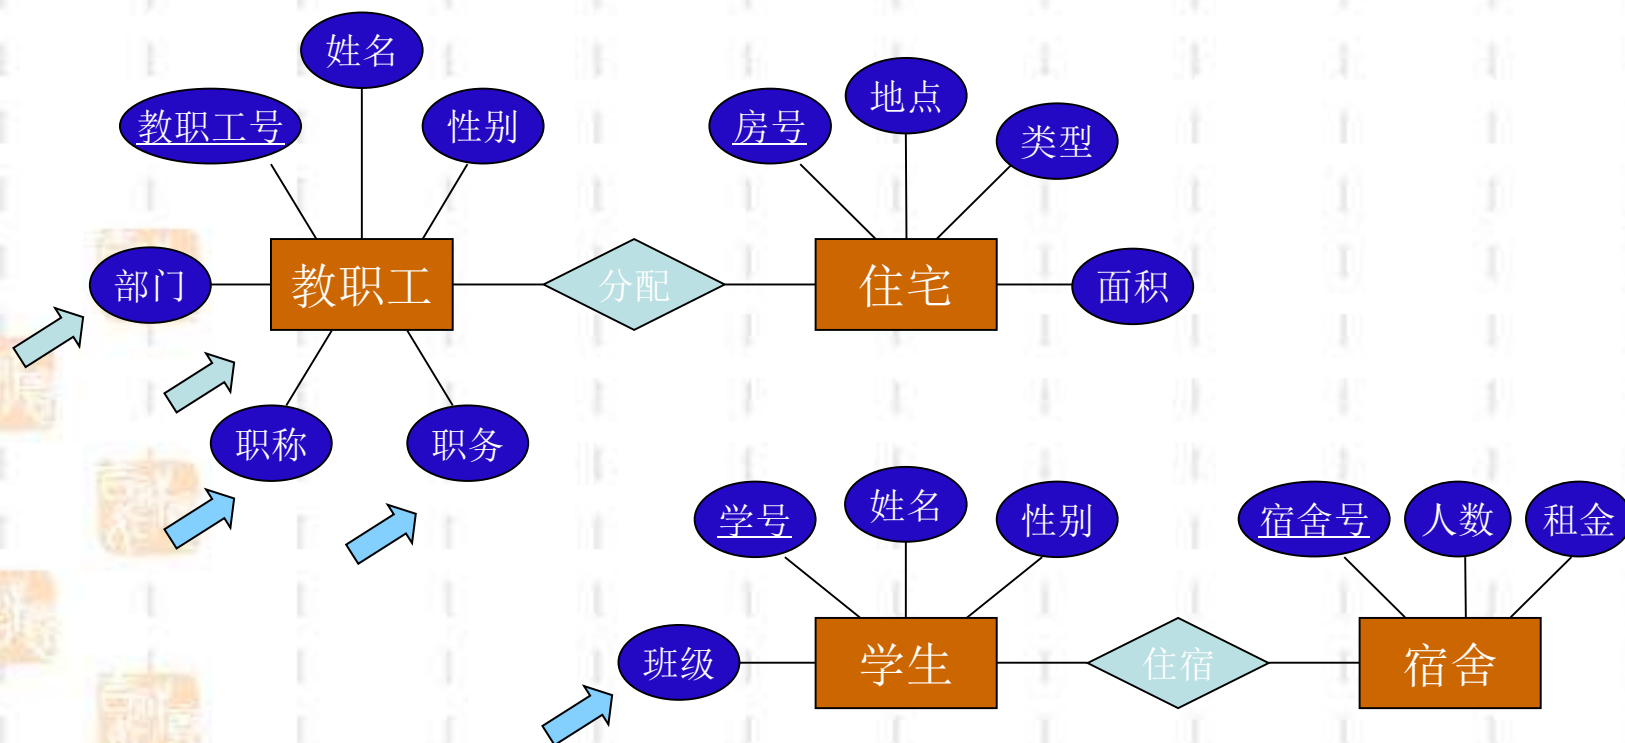 姓名
教职工号
性别
地点
房号
类型
部门
教职工
分配
住宅
面积
职称
职务
学号
姓名
性别
宿舍号
人数
租金
班级
学生
住宿
宿舍